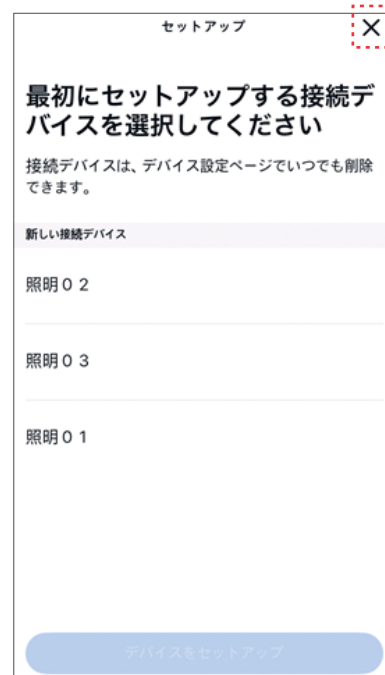 セットアップ
最初にセットアップする接続デ
バイスを選択してください
接続デバイスは、デバイス設定ページでいつでも削除
できます。
新しい接続デバイス
照明０２
照明０３
照明０１
デバイスをセットアップ